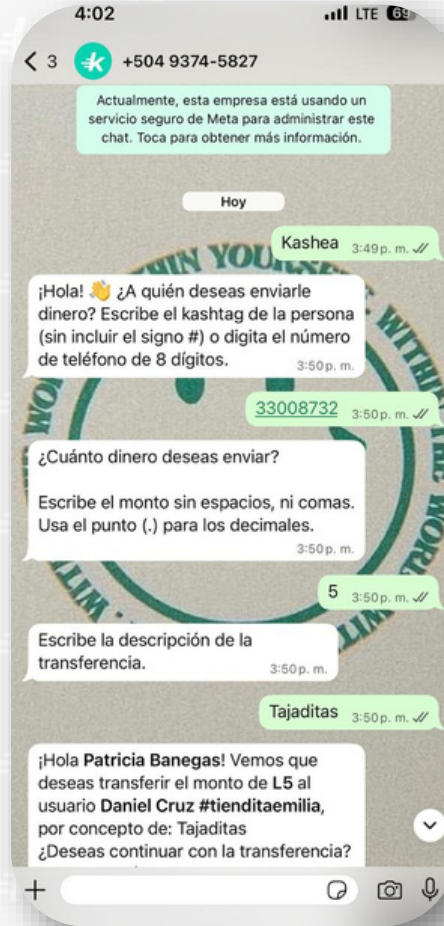 4:02
LTE 69
3
+504 9374-5827
Actualmente, esta empresa está usando un
servicio seguro de Meta para administrar este
chat. Toca para obtener más información.
Hoy
Kashea 3:49 p. m.
¡Hola! 👋 ¿A quién deseas enviarle
dinero? Escribe el kashtag de la persona
(sin incluir el signo #) o digita el número
de teléfono de 8 dígitos.
3:50 p. m.
33008732 3:50 p. m.
¿Cuánto dinero deseas enviar?
Escribe el monto sin espacios, ni comas.
Usa el punto (.) para los decimales.
3:50 p. m.
5 3:50 p. m.
Escribe la descripción de la
transferencia.
3:50 p. m.
Tajaditas 3:50 p. m.
¡Hola Patricia Banegas! Vemos que
deseas transferir el monto de L5 al
usuario Daniel Cruz #tienditaemilia,
por concepto de: Tajaditas
¿Deseas continuar con la transferencia?